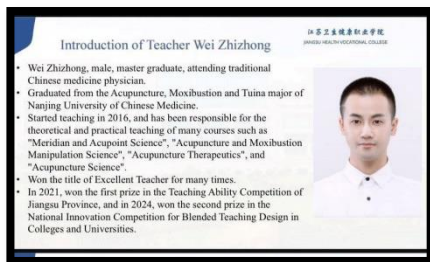 Introduction of Teacher Wei Zhizhong
江苏卫生健康职业学院
JIANGSU HEALTH VOCATIONAL COLLEGE
• Wei Zhizhong, male, master graduate, attending traditional
Chinese medicine physician.
• Graduated from the Acupuncture, Moxibustion and Tuina major of
Nanjing University of Chinese Medicine.
• Started teaching in 2016, and has been responsible for the
theoretical and practical teaching of many courses such as
"Meridian and Acupoint Science", "Acupuncture and Moxibustion
Manipulation Science", "Acupuncture Therapeutics", and
"Acupuncture Science".
• Won the title of Excellent Teacher for many times.
• In 2021, won the first prize in the Teaching Ability Competition of
Jiangsu Province, and in 2024, won the second prize in the
National Innovation Competition for Blended Teaching Design in
Colleges and Universities.